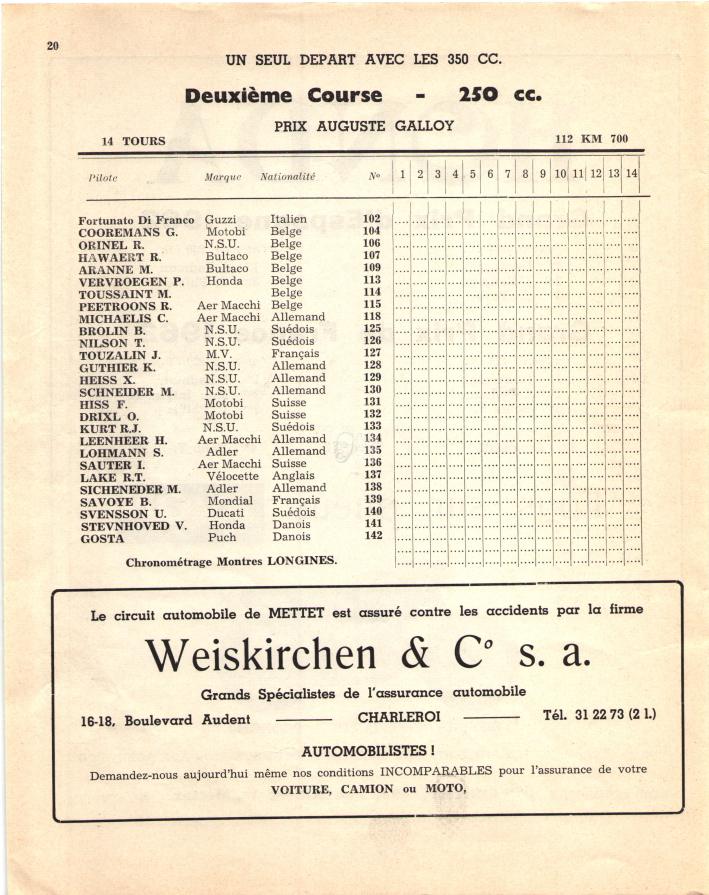 20
UN SEUL DEPART AVEC LES 350 CC.
Deuxième Course - 250 cc.
PRIX AUGUSTE GALLOY
14 TOURS 112 KM 700
Pilote Marque Nationalité No 1 2 3 4 5 6 7 8 9 10 11 12 13 14
Fortunato Di Franco Guzzi Italien 102
COOREMANS G. Motobi Belge 104
ORINEL R. N.S.U. Belge 106
HAWAERT R. Bultaco Belge 107
ARANNE M. Bultaco Belge 109
VERVROEGEN P. Honda Belge 113
TOUSSAINT M. Belge 114
PEETROONS R. Aer Macchi Belge 115
MICHAELIS C. Aer Macchi Allemand 118
BROLIN B. N.S.U. Suédois 125
NILSON T. N.S.U. Suédois 126
TOUZALIN J. M.V. Français 127
GUTHIER K. N.S.U. Allemand 128
HEISS X. N.S.U. Allemand 129
SCHNEIDER M. N.S.U. Allemand 130
HISS F. Motobi Suisse 131
DRIXL O. Motobi Suisse 132
KURT R.J. N.S.U. Suédois 133
LEENHEER H. Aer Macchi Allemand 134
LOHMANN S. Adler Allemand 135
SAUTER I. Aer Macchi Suisse 136
LAKE R.T. Vélocette Anglais 137
SICHENEDER M. Adler Allemand 138
SAVOYE B. Mondial Français 139
SVENSSON U. Ducati Suédois 140
STEVNHOVED V. Honda Danois 141
GOSTA Puch Danois 142
Chronométrage Montres LONGINES.
Le circuit automobile de METTET est assuré contre les accidents par la firme
Weiskirchen & C° s. a.
Grands Spécialistes de l'assurance automobile
16-18, Boulevard Audent ——— CHARLEROI ——— Tél. 31 22 73 (2 l.)
AUTOMOBILISTES !
Demandez-nous aujourd'hui même nos conditions INCOMPARABLES pour l'assurance de votre
VOITURE, CAMION ou MOTO,